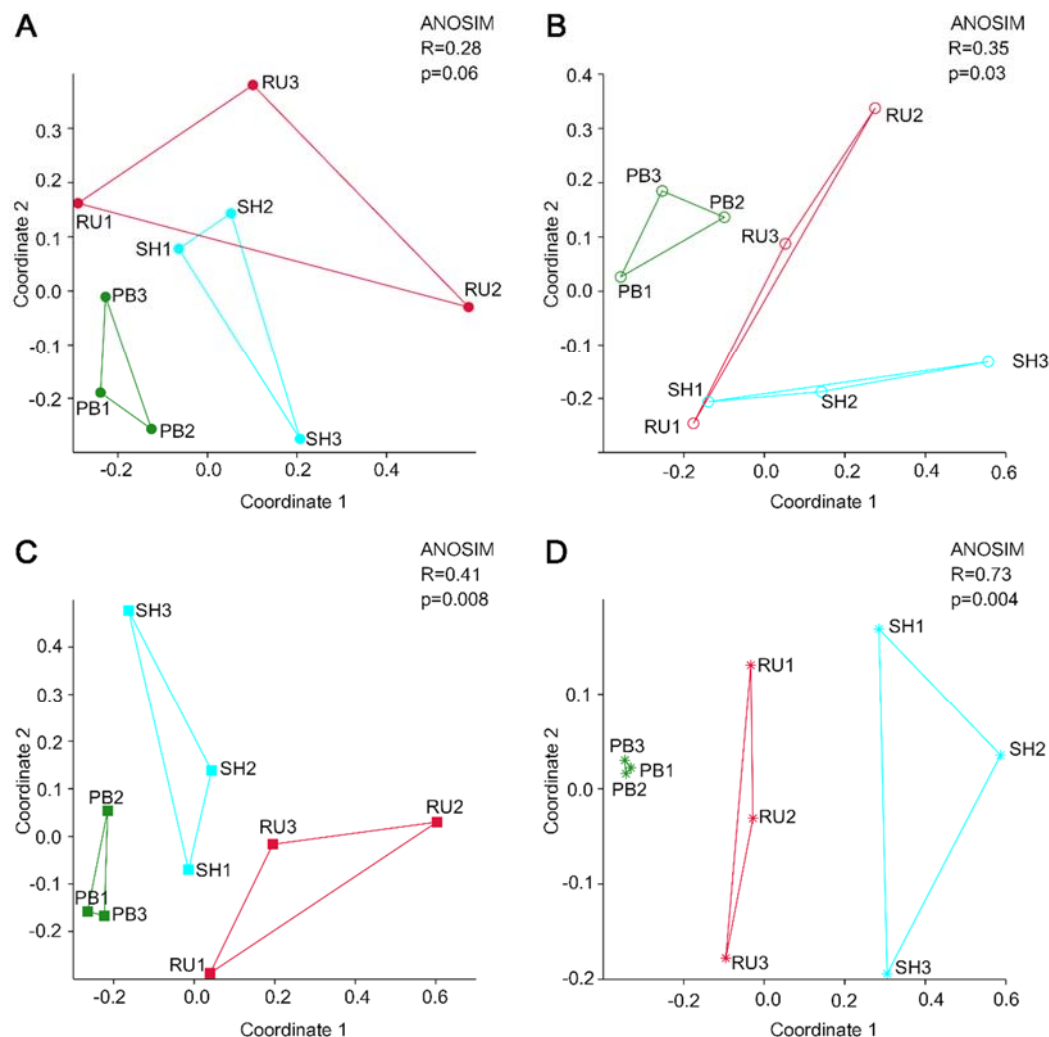 A
ANOSIM
R=0.28
p=0.06
RU3
RU1
SH2
SH1
PB3
RU2
PB1
PB2
SH3
0.3
0.2
0.1
0.0
-0.1
-0.2
Coordinate 2
-0.2
0.0
0.2
0.4
Coordinate 1
B
ANOSIM
R=0.35
p=0.03
RU2
PB3
PB2
RU3
PB1
SH3
SH1
SH2
RU1
0.4
0.3
0.2
0.1
0.0
-0.1
-0.2
Coordinate 2
-0.2
0.0
0.2
0.4
0.6
Coordinate 1
C
ANOSIM
R=0.41
p=0.008
SH3
SH2
PB2
RU2
RU3
SH1
PB1
PB3
RU1
0.4
0.3
0.2
0.1
0.0
-0.1
-0.2
Coordinate 2
-0.2
0.0
0.2
0.4
0.6
Coordinate 1
D
ANOSIM
R=0.73
p=0.004
SH1
RU1
SH2
PB3
PB1
PB2
RU2
RU3
SH3
0.1
0.0
-0.1
-0.2
Coordinate 2
-0.2
0.0
0.2
0.4
0.6
Coordinate 1